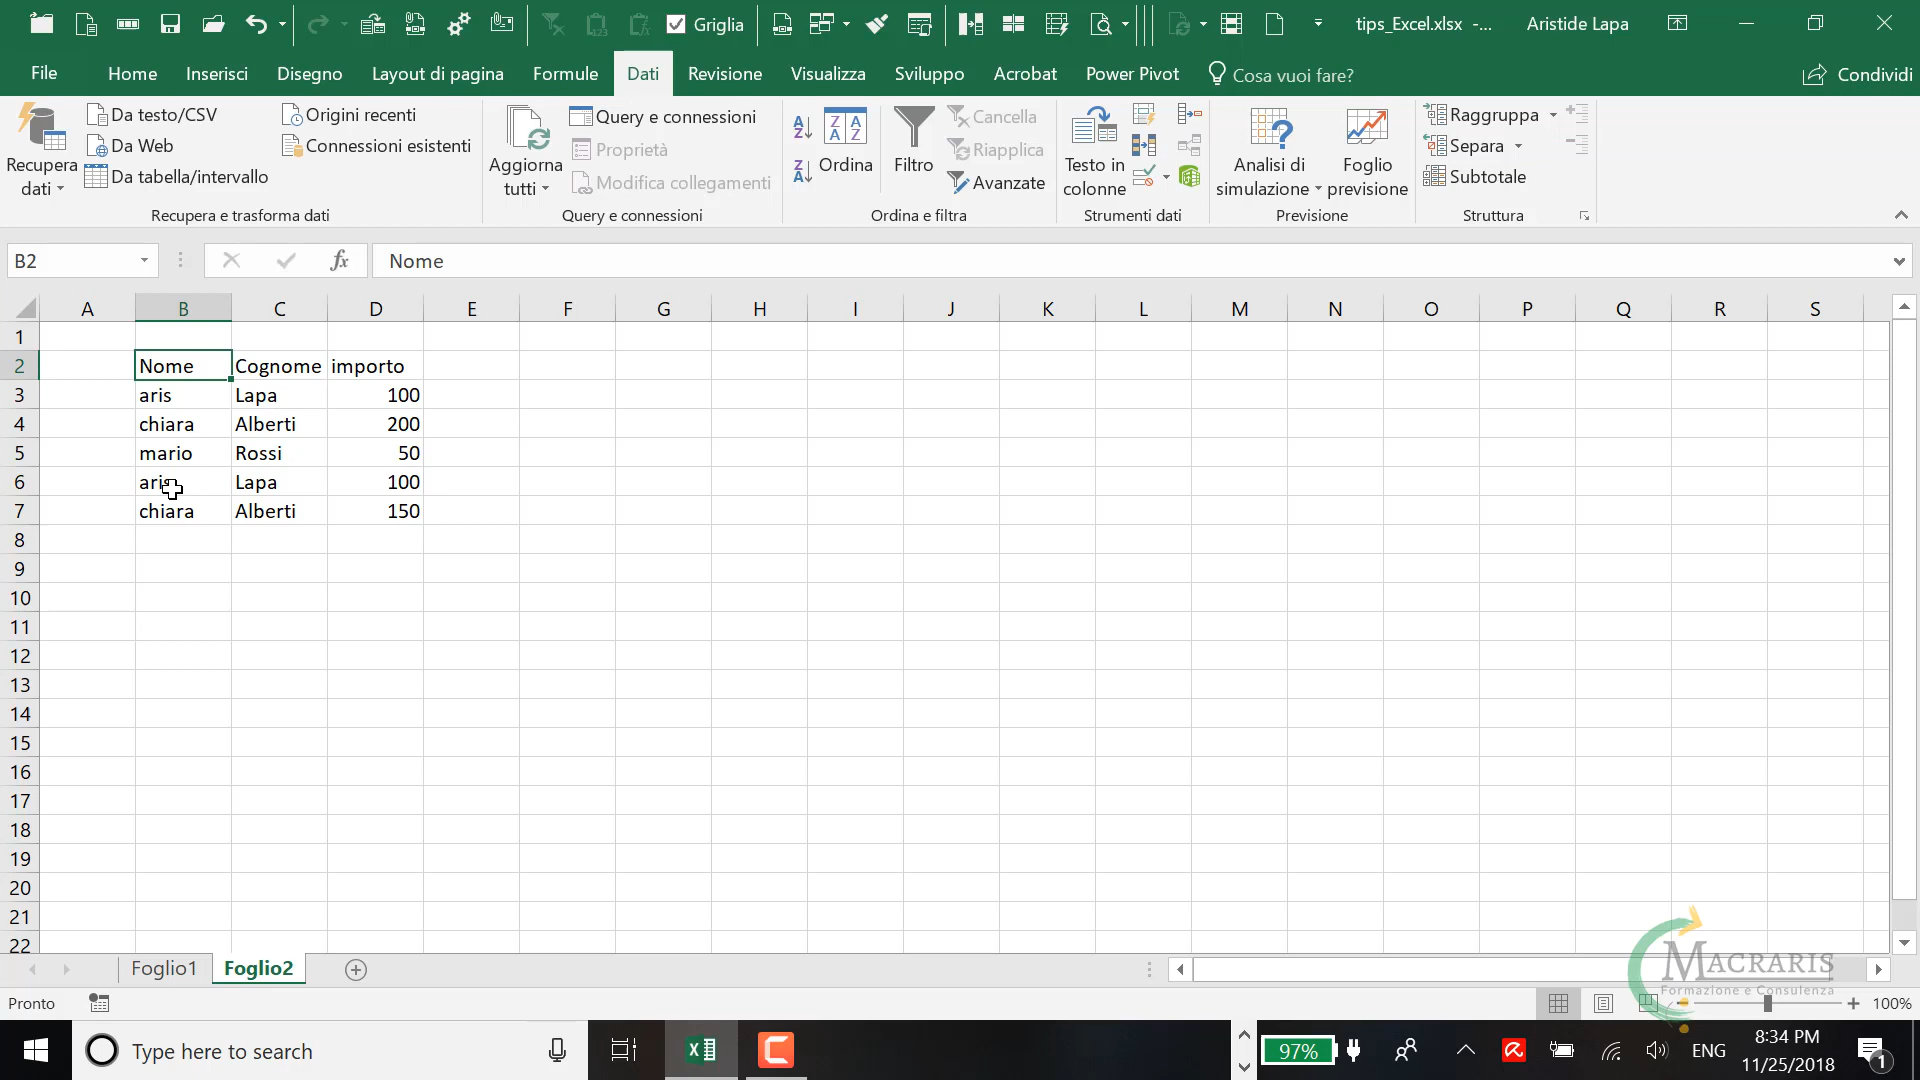 Griglia
tips_Excel.xlsx -...
Aristide Lapa
File Home Inserisci Disegno Layout di pagina Formule Dati Revisione Visualizza Sviluppo Acrobat Power Pivot Cosa vuoi fare? Condividi
Recupera dati
Da testo/CSV
Da Web
Da tabella/intervallo
Origini recenti
Connessioni esistenti
Recupera e trasforma dati
Aggiorna tutti
Query e connessioni
Proprietà
Modifica collegamenti
Query e connessioni
Ordina
Filtro
Cancella
Riapplica
Avanzate
Ordina e filtra
Testo in colonne
Strumenti dati
Analisi di simulazione
Foglio previsione
Previsione
Raggruppa
Separa
Subtotale
Struttura
B2 fx Nome
A B C D E F G H I J K L M N O P Q R S
1
2 Nome Cognome importo
3 aris Lapa 100
4 chiara Alberti 200
5 mario Rossi 50
6 aris Lapa 100
7 chiara Alberti 150
8
9
10
11
12
13
14
15
16
17
18
19
20
21
22
Foglio1 Foglio2
MACRARIS
Formazione e Consulenza
Pronto
100%
Type here to search
97%
ENG
8:34 PM
11/25/2018
1